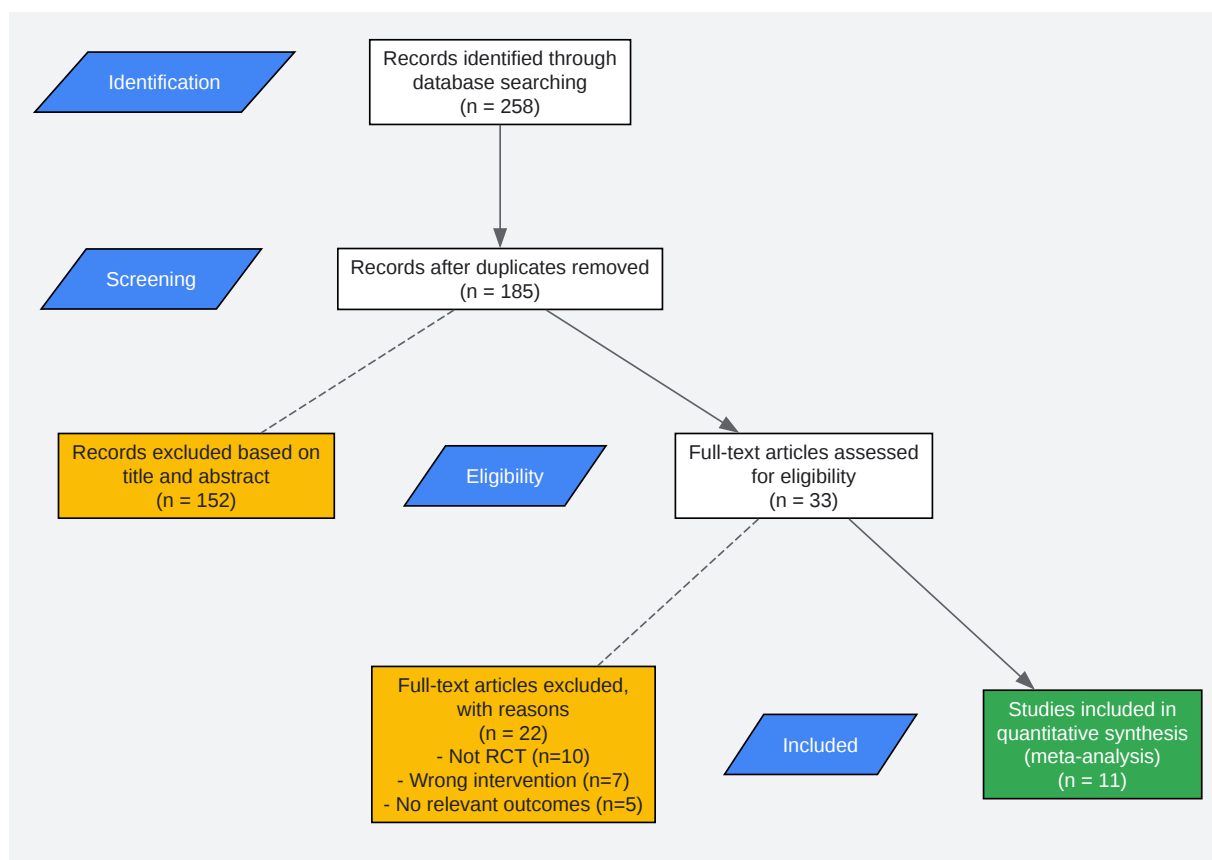 Identification
Records identified through
database searching
(n = 258)
Screening
Records after duplicates removed
(n = 185)
Records excluded based on
title and abstract
(n = 152)
Eligibility
Full-text articles assessed
for eligibility
(n = 33)
Full-text articles excluded,
with reasons
(n = 22)
- Not RCT (n=10)
- Wrong intervention (n=7)
- No relevant outcomes (n=5)
Included
Studies included in
quantitative synthesis
(meta-analysis)
(n = 11)